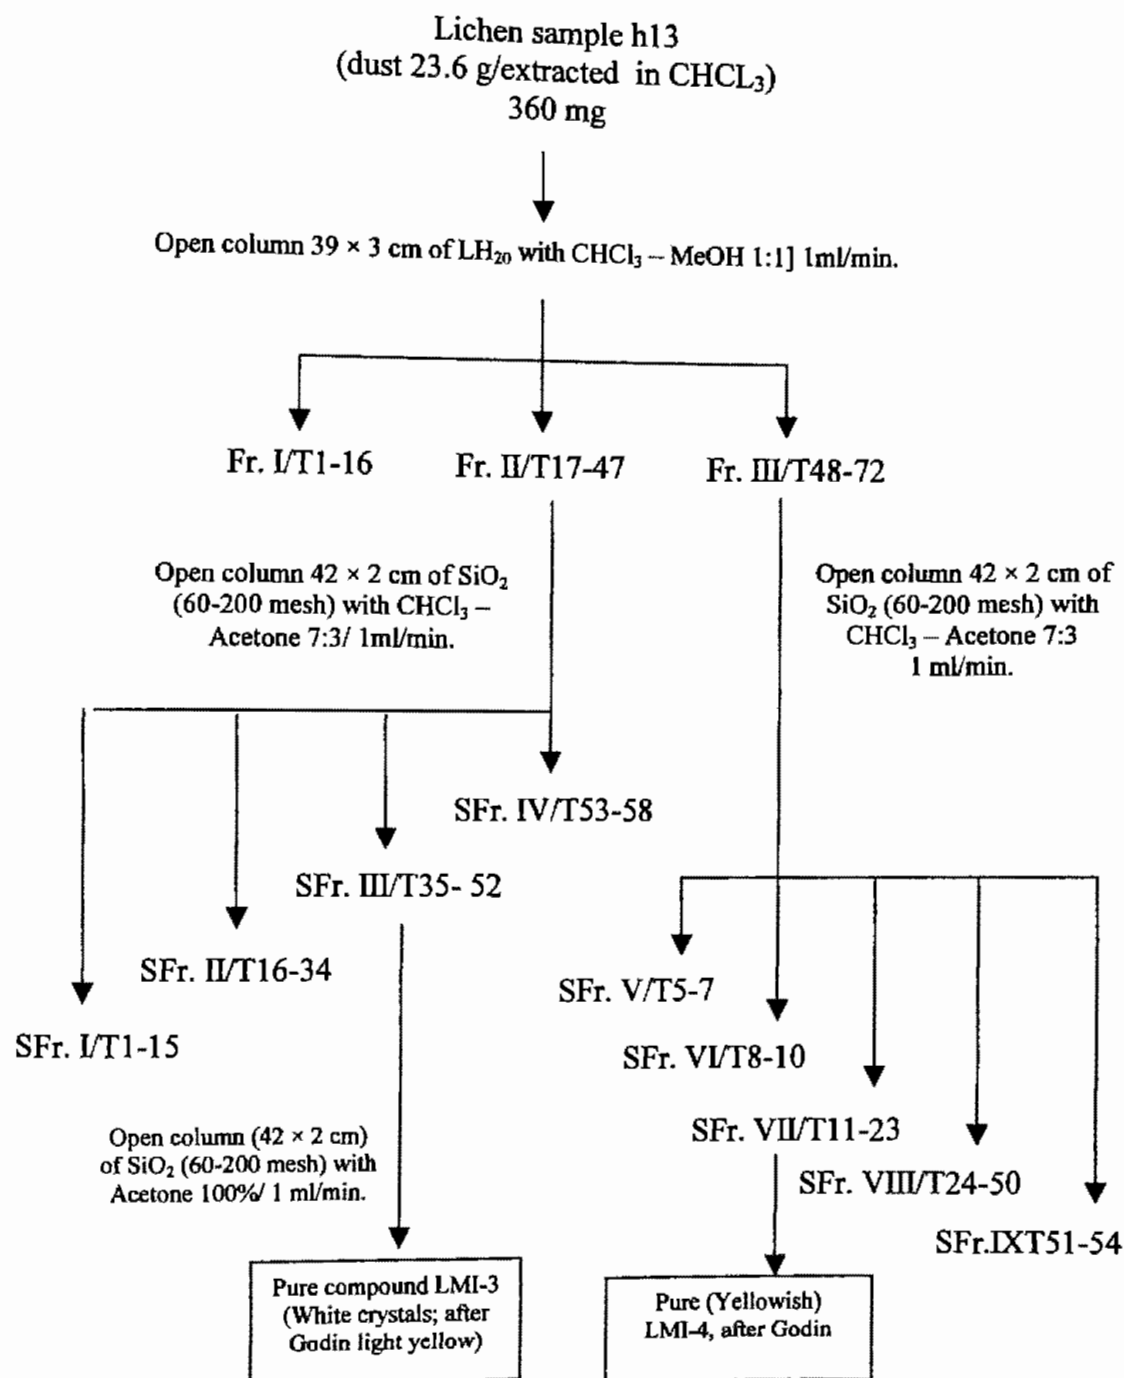 Lichen sample h13
(dust 23.6 g/extracted in CHCL₃)
360 mg
Open column 39 × 3 cm of LH₂₀ with CHCl₃ – MeOH 1:1] 1ml/min.
Fr. I/T1-16
Fr. II/T17-47
Fr. III/T48-72
Open column 42 × 2 cm of SiO₂
(60-200 mesh) with CHCl₃ –
Acetone 7:3/ 1ml/min.
Open column 42 × 2 cm of
SiO₂ (60-200 mesh) with
CHCl₃ – Acetone 7:3
1 ml/min.
SFr. IV/T53-58
SFr. III/T35- 52
SFr. II/T16-34
SFr. I/T1-15
SFr. V/T5-7
SFr. VI/T8-10
SFr. VII/T11-23
SFr. VIII/T24-50
SFr.IXT51-54
Open column (42 × 2 cm)
of SiO₂ (60-200 mesh) with
Acetone 100%/ 1 ml/min.
Pure compound LMI-3
(White crystals; after
Godin light yellow)
Pure (Yellowish)
LMI-4, after Godin